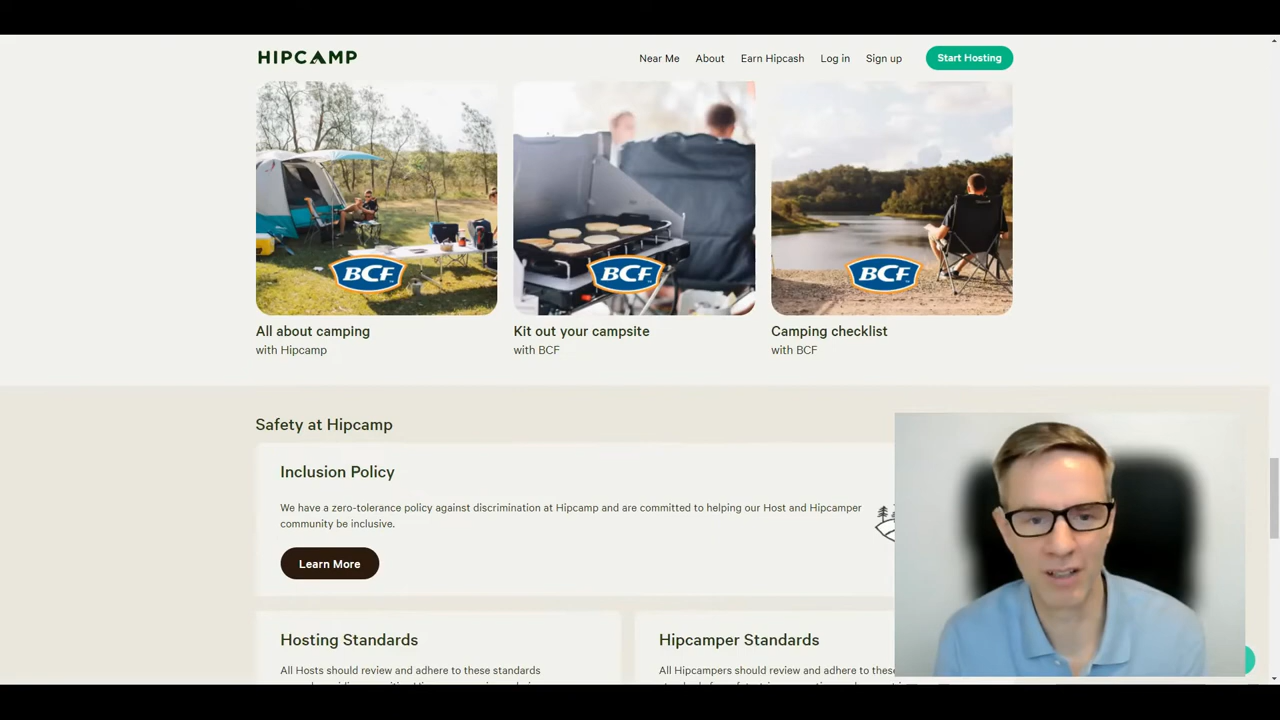 HIPCAMP
Near Me
About
Earn Hipcash
Log in
Sign up
Start Hosting
BCF
BCF
BCF
All about camping
with Hipcamp
Kit out your campsite
with BCF
Camping checklist
with BCF
Safety at Hipcamp
Inclusion Policy
We have a zero-tolerance policy against discrimination at Hipcamp and are committed to helping our Host and Hipcamper
community be inclusive.
Learn More
Hosting Standards
All Hosts should review and adhere to these standards
Hipcamper Standards
All Hipcampers should review and adhere to these